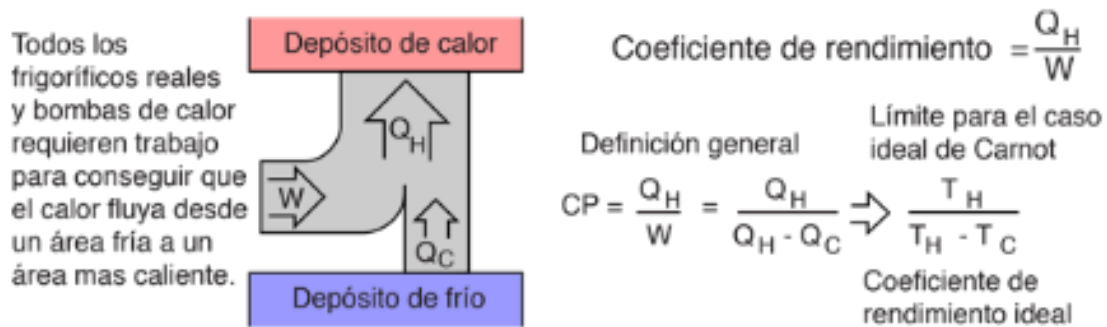 Todos los
frigoríficos reales
y bombas de calor
requieren trabajo
para conseguir que
el calor fluya desde
un área fría a un
área mas caliente.
Depósito de calor
Q_H
W
Q_C
Depósito de frío
Coeficiente de rendimiento = Q_H / W
Definición general
Límite para el caso
ideal de Carnot
CP = Q_H / W = Q_H / (Q_H - Q_C) ⇨ T_H / (T_H - T_C)
Coeficiente de
rendimiento ideal